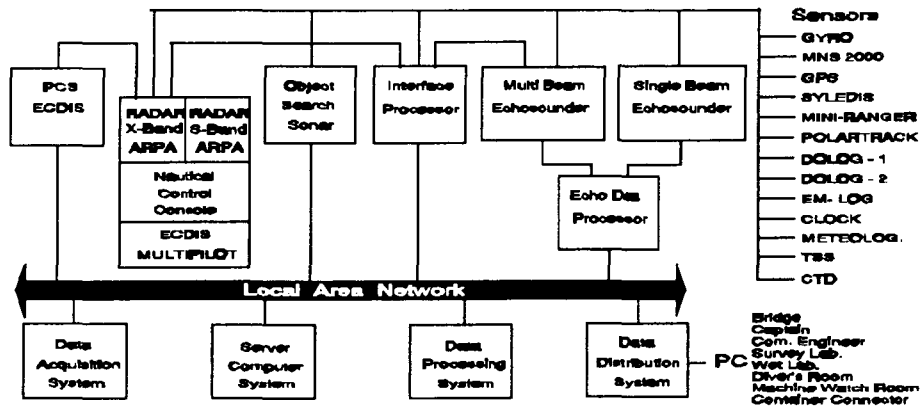 Sensors
GYRO
MNS 2000
GPS
SYLEDIS
MINI-RANGER
POLARTRACK
DOLOG - 1
DOLOG - 2
EM- LOG
CLOCK
METEOLOG.
TSS
CTD
PCS
ECDIS
RADAR
X-Band
ARPA
RADAR
S-Band
ARPA
Nautical
Control
Console
ECDIS
MULTIPILOT
Object
Search
Sonar
Interface
Processor
Multi Beam
Echosounder
Single Beam
Echosounder
Echo Data
Processor
Local Area Network
Data
Acquisition
System
Server
Computer
System
Data
Processing
System
Data
Distribution
System
PC
Bridge
Captain
Com. Engineer
Survey Lab.
Wet Lab.
Diver's Room
Machine Watch Room
Container Connector